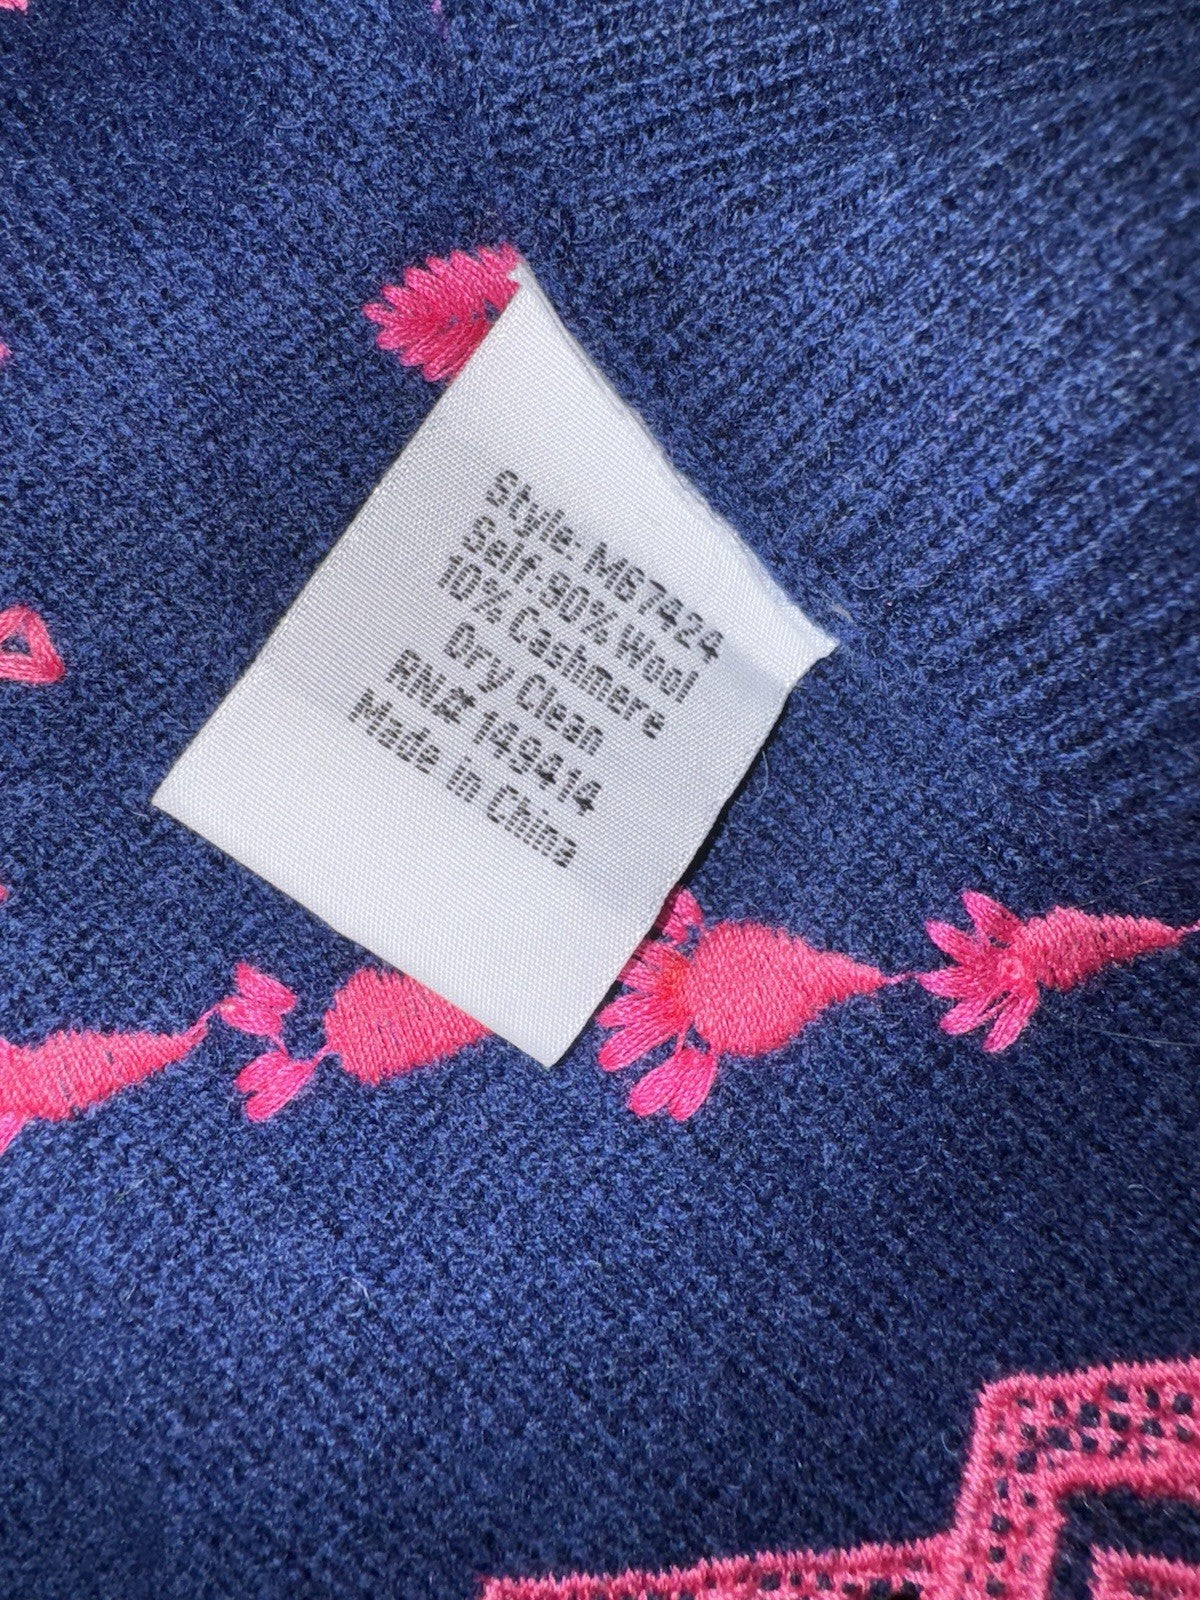 Style: M67424
Self:90% Wool
10% Cashmere
Dry Clean
RN# 149414
Made in China